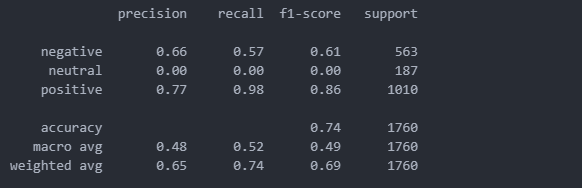 precision recall f1-score support
negative 0.66 0.57 0.61 563
neutral 0.00 0.00 0.00 187
positive 0.77 0.98 0.86 1010
accuracy 0.74 1760
macro avg 0.48 0.52 0.49 1760
weighted avg 0.65 0.74 0.69 1760